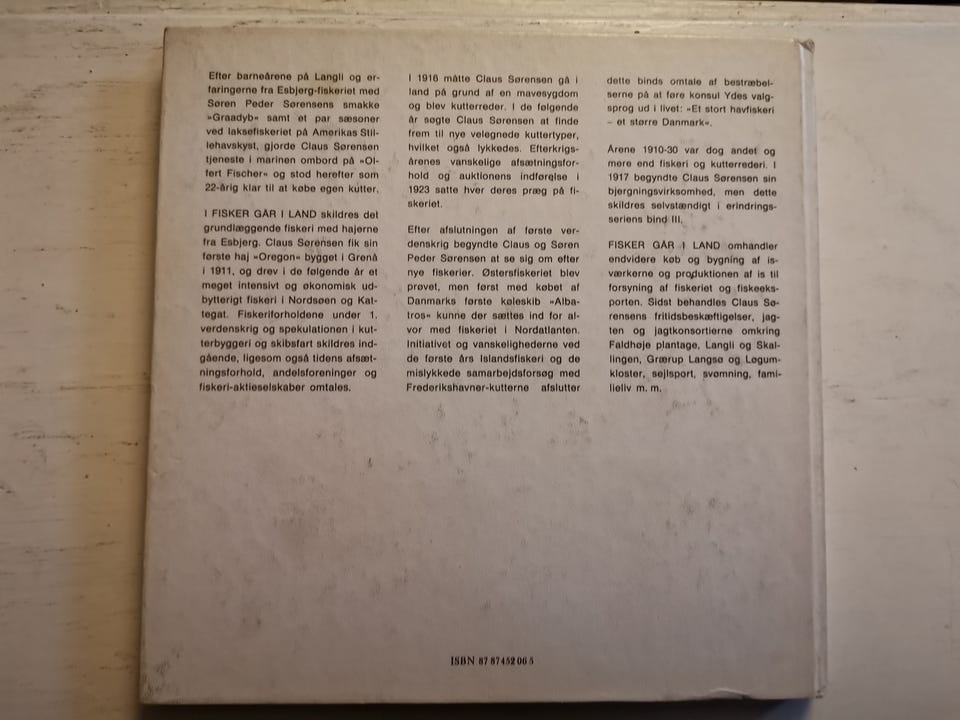 Efter barneårene på Langli og er-
faringerne fra Esbjerg-fiskeriet med
Søren Peder Sørensens smakke
»Graadyb« samt et par sæsoner
ved laksefiskeriet på Amerikas Stil-
lehavskyst, gjorde Claus Sørensen
tjeneste i marinen ombord på »Ol-
fert Fischer« og stod herefter som
22-årig klar til at købe egen kutter.
I FISKER GÅR I LAND skildres det
grundlæggende fiskeri med hajerne
fra Esbjerg. Claus Sørensen fik sin
første haj »Oregon« bygget i Grenå
i 1911, og drev i de følgende år et
meget intensivt og økonomisk ud-
bytterigt fiskeri i Nordsøen og Kat-
tegat. Fiskeriforholdene under 1.
verdenskrig og spekulationen i kut-
terbyggeri og skibsfart skildres ind-
gående, ligesom også tidens afsæt-
ningsforhold, andelsforeninger og
fiskeri-aktieselskaber omtales.
I 1916 måtte Claus Sørensen gå i
land på grund af en mavesygdom
og blev kutterreder. I de følgende
år søgte Claus Sørensen at finde
frem til nye velegnede kuttertyper,
hvilket også lykkedes. Efterkrigs-
årenes vanskelige afsætningsfor-
hold og auktionens indførelse i
1923 satte hver deres præg på fi-
skeriet.
Efter afslutningen af første ver-
denskrig begyndte Claus og Søren
Peder Sørensen at se sig om efter
nye fiskerier. Østersfiskeriet blev
prøvet, men først med købet af
Danmarks første køleskib »Alba-
tros« kunne der sættes ind for al-
vor med fiskeriet i Nordatlanten.
Initiativet og vanskelighederne ved
de første års Islandsfiskeri og de
mislykkede samarbejdsforsøg med
Frederikshavner-kutterne afslutter
dette binds omtale af bestræbel-
serne på at føre konsul Ydes valg-
sprog ud i livet: »Et stort havfiskeri
– et større Danmark«.
Årene 1910-30 var dog andet og
mere end fiskeri og kutterrederi. I
1917 begyndte Claus Sørensen sin
bjergningsvirksomhed, men dette
skildres selvstændigt i erindrings-
seriens bind III.
FISKER GÅR I LAND omhandler
endvidere køb og bygning af is-
værkerne og produktionen af is til
forsyning af fiskeriet og fiskeeks-
porten. Sidst behandles Claus Sø-
rensens fritidsbeskæftigelser, jag-
ten og jagtkonsortierne omkring
Faldhøje plantage, Langli og Skal-
lingen, Grærup Langsø og Løgum-
kloster, sejlsport, svømning, fami-
lieliv m. m.
ISBN 87 87452 06 5